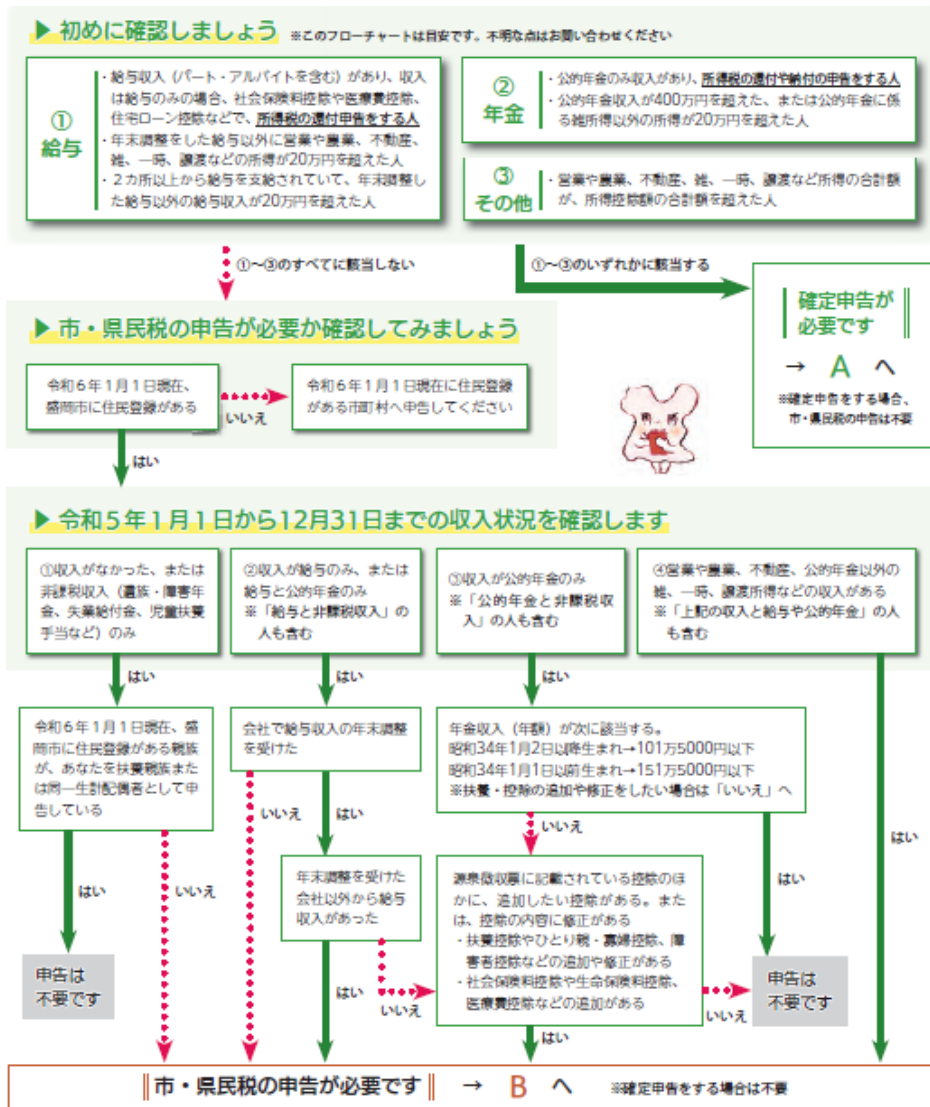 ▶ 初めに確認しましょう ※このフローチャートは目安です。不明な点はお問い合わせください
①
給与
・給与収入（パート・アルバイトを含む）があり、収入
は給与のみの場合、社会保険料控除や医療費控除、
住宅ローン控除などで、所得税の還付申告をする人
・年末調整をした給与以外に営業や農業、不動産、
雑、一時、譲渡などの所得が20万円を超えた人
・２カ所以上から給与を支給されていて、年末調整し
た給与以外の給与収入が20万円を超えた人
②
年金
・公的年金のみ収入があり、所得税の還付や納付の申告をする人
・公的年金収入が400万円を超えた、または公的年金に係
る雑所得以外の所得が20万円を超えた人
③
その他
・営業や農業、不動産、雑、一時、譲渡など所得の合計額
が、所得控除額の合計額を超えた人
①～③のすべてに該当しない
①～③のいずれかに該当する
確定申告が
必要です
→ A へ
※確定申告をする場合、
市・県民税の申告は不要
▶ 市・県民税の申告が必要か確認してみましょう
令和６年１月１日現在、
盛岡市に住民登録がある
いいえ
令和６年１月１日現在に住民登録
がある市町村へ申告してください
はい
▶ 令和５年１月１日から12月31日までの収入状況を確認します
①収入がなかった、または
非課税収入（遺族・障害年
金、失業給付金、児童扶養
手当など）のみ
②収入が給与のみ、または
給与と公的年金のみ
※「給与と非課税収入」の
人も含む
③収入が公的年金のみ
※「公的年金と非課税収
入」の人も含む
④営業や農業、不動産、公的年金以外の
雑、一時、譲渡所得などの収入がある
※「上記の収入と給与や公的年金」の人
も含む
はい
はい
はい
はい
令和６年１月１日現在、盛
岡市に住民登録がある親族
が、あなたを扶養親族また
は同一生計配偶者として申
告している
会社で給与収入の年末調整
を受けた
年金収入（年額）が次に該当する。
昭和34年1月2日以降生まれ→101万5000円以下
昭和34年1月1日以前生まれ→151万5000円以下
※扶養・控除の追加や修正をしたい場合は「いいえ」へ
はい
いいえ
いいえ
はい
いいえ
はい
年末調整を受けた
会社以外から給与
収入があった
源泉徴収票に記載されている控除のほ
かに、追加したい控除がある。また
は、控除の内容に修正がある
・扶養控除やひとり親・寡婦控除、障
害者控除などの追加や修正がある
・社会保険料控除や生命保険料控除、
医療費控除などの追加がある
申告は
不要です
はい
いいえ
はい
いいえ
申告は
不要です
市・県民税の申告が必要です → B へ ※確定申告をする場合は不要